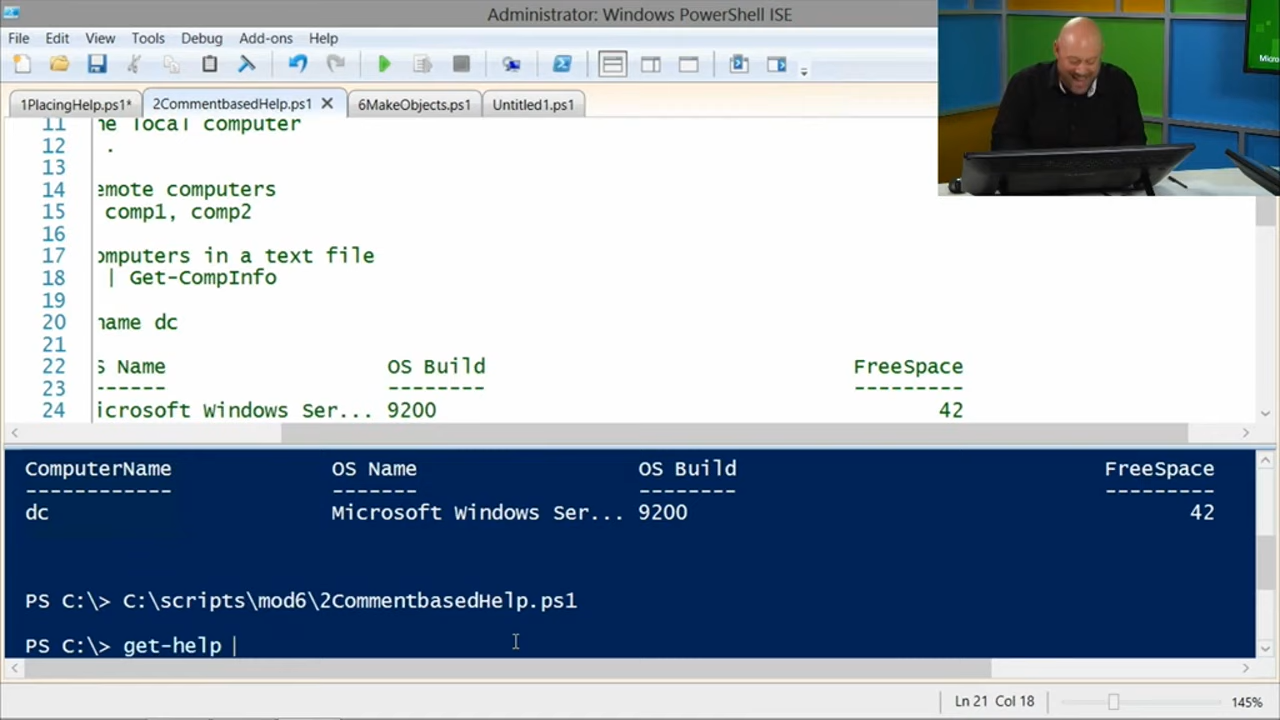 Administrator: Windows PowerShell ISE
File Edit View Tools Debug Add-ons Help
1PlacingHelp.ps1* 2CommentbasedHelp.ps1 6MakeObjects.ps1 Untitled1.ps1
11 he local computer
12 .
13
14 emote computers
15 comp1, comp2
16
17 omputers in a text file
18 | Get-CompInfo
19
20 name dc
21
22 S Name OS Build FreeSpace
23 ------ -------- ---------
24 icrosoft Windows Ser... 9200 42
ComputerName OS Name OS Build FreeSpace
------------ ------- -------- ---------
dc Microsoft Windows Ser... 9200 42
PS C:\> C:\scripts\mod6\2CommentbasedHelp.ps1
PS C:\> get-help
Ln 21 Col 18 145%
Micro